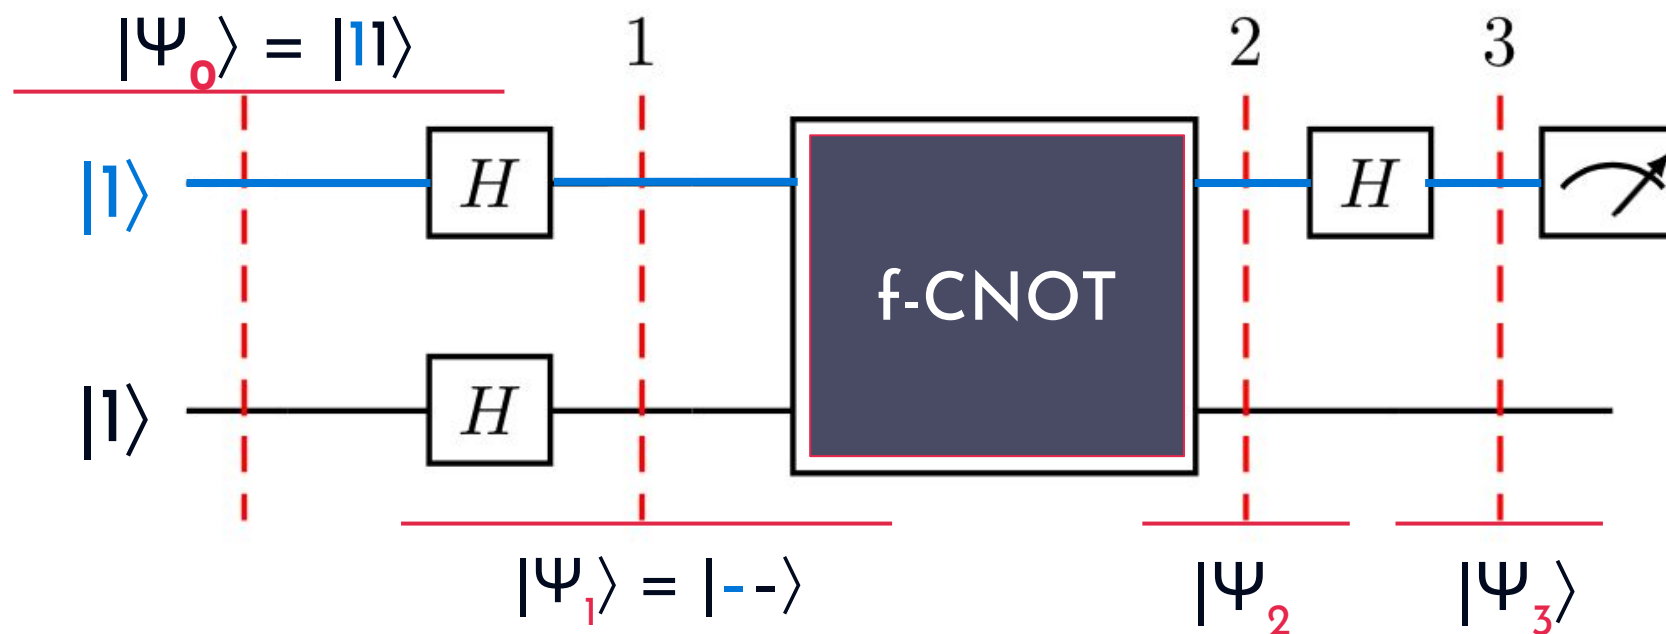 |Ψ₀⟩ = |11⟩
1
2
3
|1⟩
H
H
f-CNOT
|1⟩
H
|Ψ₁⟩ = |--⟩
|Ψ₂
|Ψ₃⟩